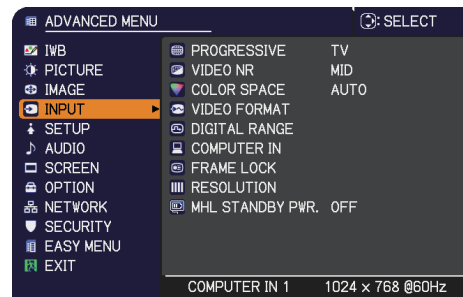 ADVANCED MENU : SELECT
IWB
PICTURE
IMAGE
INPUT
SETUP
AUDIO
SCREEN
OPTION
NETWORK
SECURITY
EASY MENU
EXIT
PROGRESSIVE TV
VIDEO NR MID
COLOR SPACE AUTO
VIDEO FORMAT
DIGITAL RANGE
COMPUTER IN
FRAME LOCK
RESOLUTION
MHL STANDBY PWR. OFF
COMPUTER IN 1 1024 x 768 @60Hz